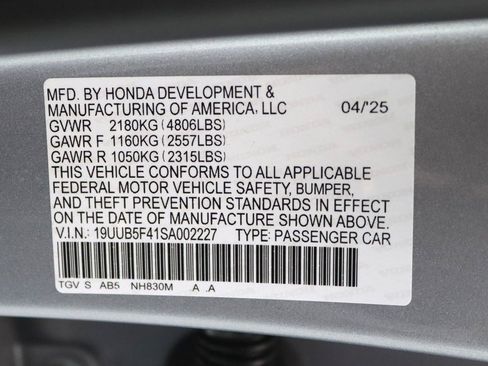 MFD. BY HONDA DEVELOPMENT &
MANUFACTURING OF AMERICA, LLC 04/'25
GVWR 2180KG (4806LBS)
GAWR F 1160KG (2557LBS)
GAWR R 1050KG (2315LBS)
THIS VEHICLE CONFORMS TO ALL APPLICABLE
FEDERAL MOTOR VEHICLE SAFETY, BUMPER,
AND THEFT PREVENTION STANDARDS IN EFFECT
ON THE DATE OF MANUFACTURE SHOWN ABOVE.
V.I.N.: 19UUB5F41SA002227 TYPE: PASSENGER CAR
TGV S AB5 NH830M .A .A